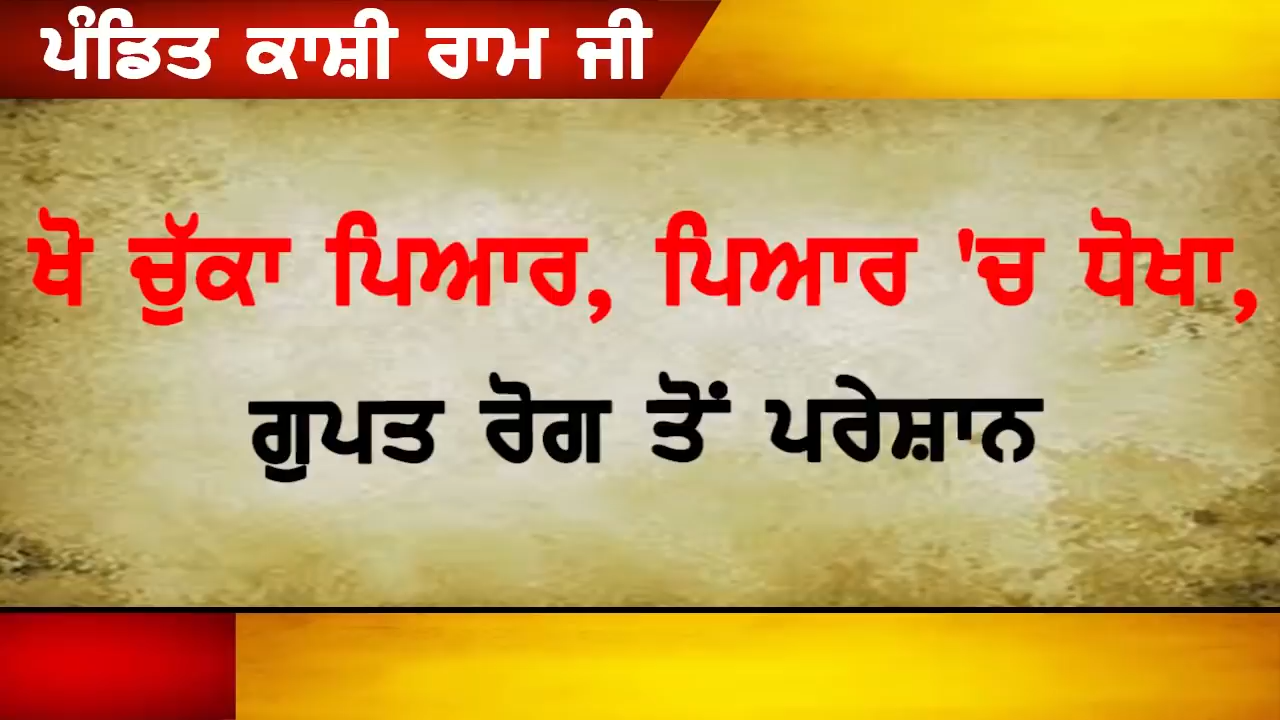 ਪੰਡਿਤ ਕਾਸ਼ੀ ਰਾਮ ਜੀ
ਖੋ ਚੁੱਕਾ ਪਿਆਰ, ਪਿਆਰ 'ਚ ਧੋਖਾ,
ਗੁਪਤ ਰੋਗ ਤੋਂ ਪਰੇਸ਼ਾਨ